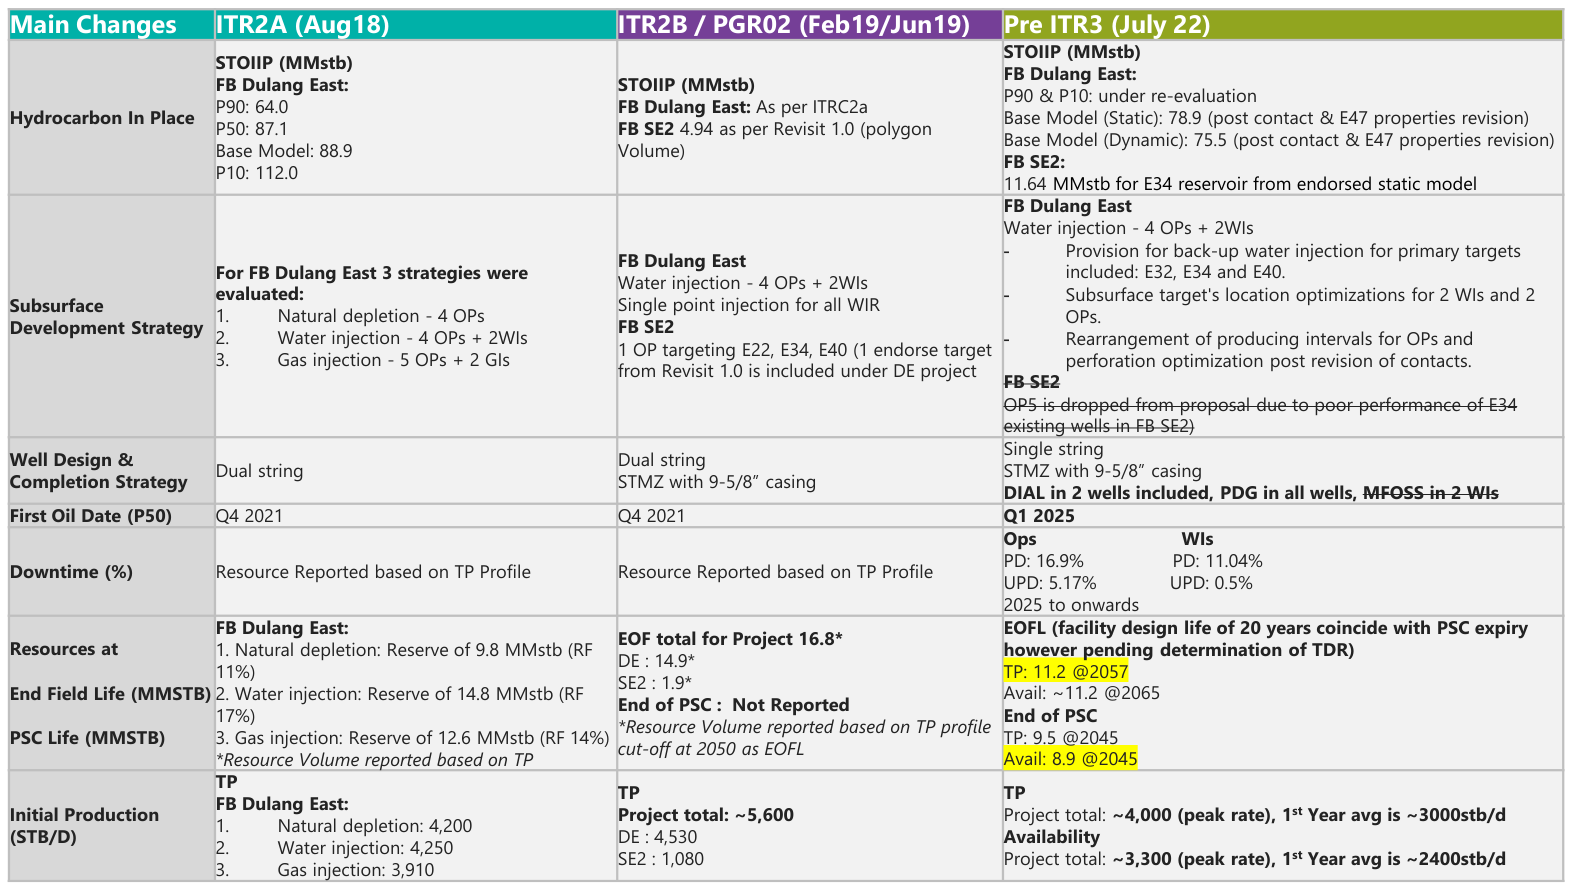 Main Changes
ITR2A (Aug18)
ITR2B / PGR02 (Feb19/Jun19)
Pre ITR3 (July 22)
Hydrocarbon In Place
STOIIP (MMstb)
FB Dulang East:
P90: 64.0
P50: 87.1
Base Model: 88.9
P10: 112.0
STOIIP (MMstb)
FB Dulang East: As per ITRC2a
FB SE2 4.94 as per Revisit 1.0 (polygon
Volume)
STOIIP (MMstb)
FB Dulang East:
P90 & P10: under re-evaluation
Base Model (Static): 78.9 (post contact & E47 properties revision)
Base Model (Dynamic): 75.5 (post contact & E47 properties revision)
FB SE2:
11.64 MMstb for E34 reservoir from endorsed static model
Subsurface
Development Strategy
For FB Dulang East 3 strategies were
evaluated:
1. Natural depletion - 4 OPs
2. Water injection - 4 OPs + 2WIs
3. Gas injection - 5 OPs + 2 GIs
FB Dulang East
Water injection - 4 OPs + 2WIs
Single point injection for all WIR
FB SE2
1 OP targeting E22, E34, E40 (1 endorse target
from Revisit 1.0 is included under DE project
FB Dulang East
Water injection - 4 OPs + 2WIs
- Provision for back-up water injection for primary targets
included: E32, E34 and E40.
- Subsurface target's location optimizations for 2 WIs and 2
OPs.
- Rearrangement of producing intervals for OPs and
perforation optimization post revision of contacts.
FB SE2
OP5 is dropped from proposal due to poor performance of E34
existing wells in FB SE2)
Well Design &
Completion Strategy
Dual string
Dual string
STMZ with 9-5/8” casing
Single string
STMZ with 9-5/8” casing
DIAL in 2 wells included, PDG in all wells, MFOSS in 2 WIs
First Oil Date (P50)
Q4 2021
Q4 2021
Q1 2025
Downtime (%)
Resource Reported based on TP Profile
Resource Reported based on TP Profile
Ops WIs
PD: 16.9% PD: 11.04%
UPD: 5.17% UPD: 0.5%
2025 to onwards
Resources at
End Field Life (MMSTB)
PSC Life (MMSTB)
FB Dulang East:
1. Natural depletion: Reserve of 9.8 MMstb (RF
11%)
2. Water injection: Reserve of 14.8 MMstb (RF
17%)
3. Gas injection: Reserve of 12.6 MMstb (RF 14%)
*Resource Volume reported based on TP
EOF total for Project 16.8*
DE : 14.9*
SE2 : 1.9*
End of PSC : Not Reported
*Resource Volume reported based on TP profile
cut-off at 2050 as EOFL
EOFL (facility design life of 20 years coincide with PSC expiry
however pending determination of TDR)
TP: 11.2 @2057
Avail: ~11.2 @2065
End of PSC
TP: 9.5 @2045
Avail: 8.9 @2045
Initial Production
(STB/D)
TP
FB Dulang East:
1. Natural depletion: 4,200
2. Water injection: 4,250
3. Gas injection: 3,910
TP
Project total: ~5,600
DE : 4,530
SE2 : 1,080
TP
Project total: ~4,000 (peak rate), 1st Year avg is ~3000stb/d
Availability
Project total: ~3,300 (peak rate), 1st Year avg is ~2400stb/d